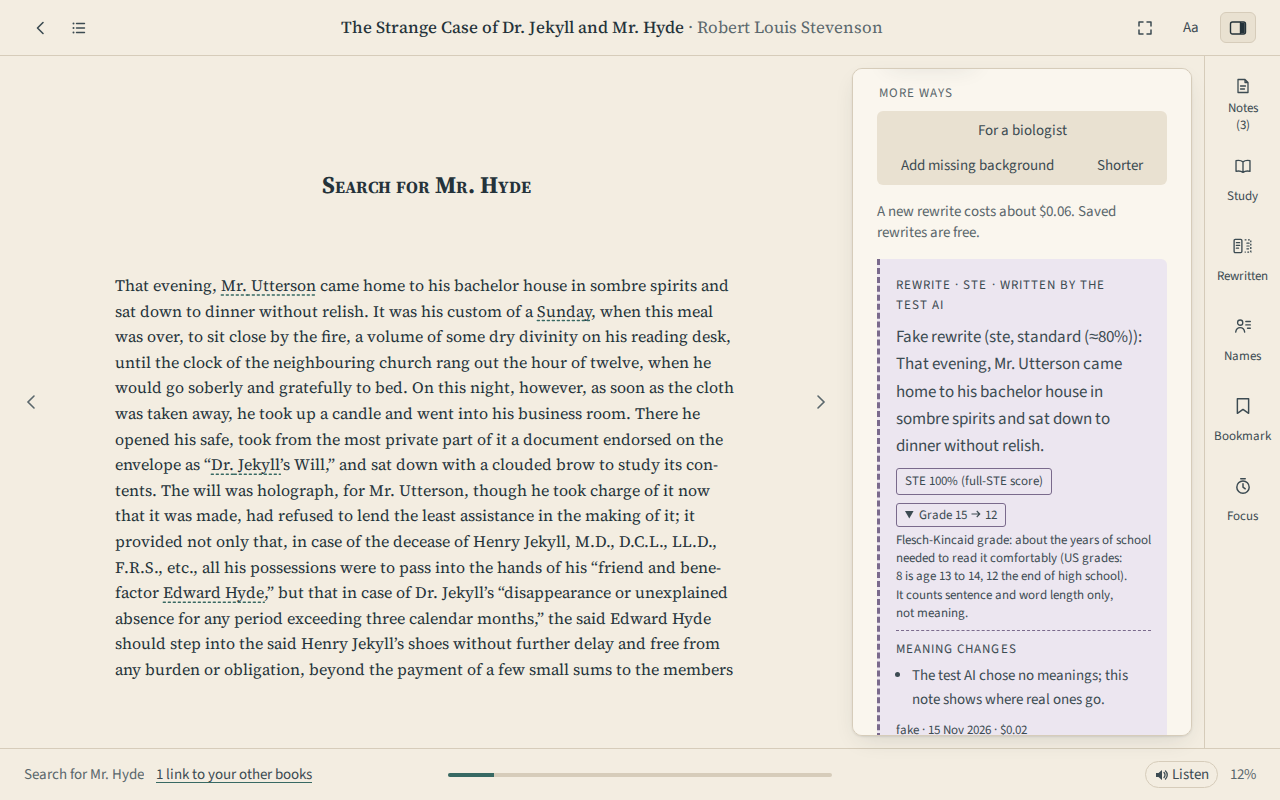 The Strange Case of Dr. Jekyll and Mr. Hyde · Robert Louis Stevenson
Aa
Search for Mr. Hyde
That evening, Mr. Utterson came home to his bachelor house in sombre spirits and
sat down to dinner without relish. It was his custom of a Sunday, when this meal
was over, to sit close by the fire, a volume of some dry divinity on his reading desk,
until the clock of the neighbouring church rang out the hour of twelve, when he
would go soberly and gratefully to bed. On this night, however, as soon as the cloth
was taken away, he took up a candle and went into his business room. There he
opened his safe, took from the most private part of it a document endorsed on the
envelope as “Dr. Jekyll’s Will,” and sat down with a clouded brow to study its con-
tents. The will was holograph, for Mr. Utterson, though he took charge of it now
that it was made, had refused to lend the least assistance in the making of it; it
provided not only that, in case of the decease of Henry Jekyll, M.D., D.C.L., LL.D.,
F.R.S., etc., all his possessions were to pass into the hands of his “friend and bene-
factor Edward Hyde,” but that in case of Dr. Jekyll’s “disappearance or unexplained
absence for any period exceeding three calendar months,” the said Edward Hyde
should step into the said Henry Jekyll’s shoes without further delay and free from
any burden or obligation, beyond the payment of a few small sums to the members
MORE WAYS
For a biologist
Add missing background Shorter
A new rewrite costs about $0.06. Saved
rewrites are free.
REWRITE · STE · WRITTEN BY THE
TEST AI
Fake rewrite (ste, standard (≈80%)):
That evening, Mr. Utterson came
home to his bachelor house in
sombre spirits and sat down to
dinner without relish.
STE 100% (full-STE score)
▼ Grade 15 → 12
Flesch-Kincaid grade: about the years of school
needed to read it comfortably (US grades:
8 is age 13 to 14, 12 the end of high school).
It counts sentence and word length only,
not meaning.
MEANING CHANGES
• The test AI chose no meanings; this
note shows where real ones go.
fake · 15 Nov 2026 · $0.02
Notes
(3)
Study
Rewritten
Names
Bookmark
Focus
Search for Mr. Hyde 1 link to your other books
Listen 12%